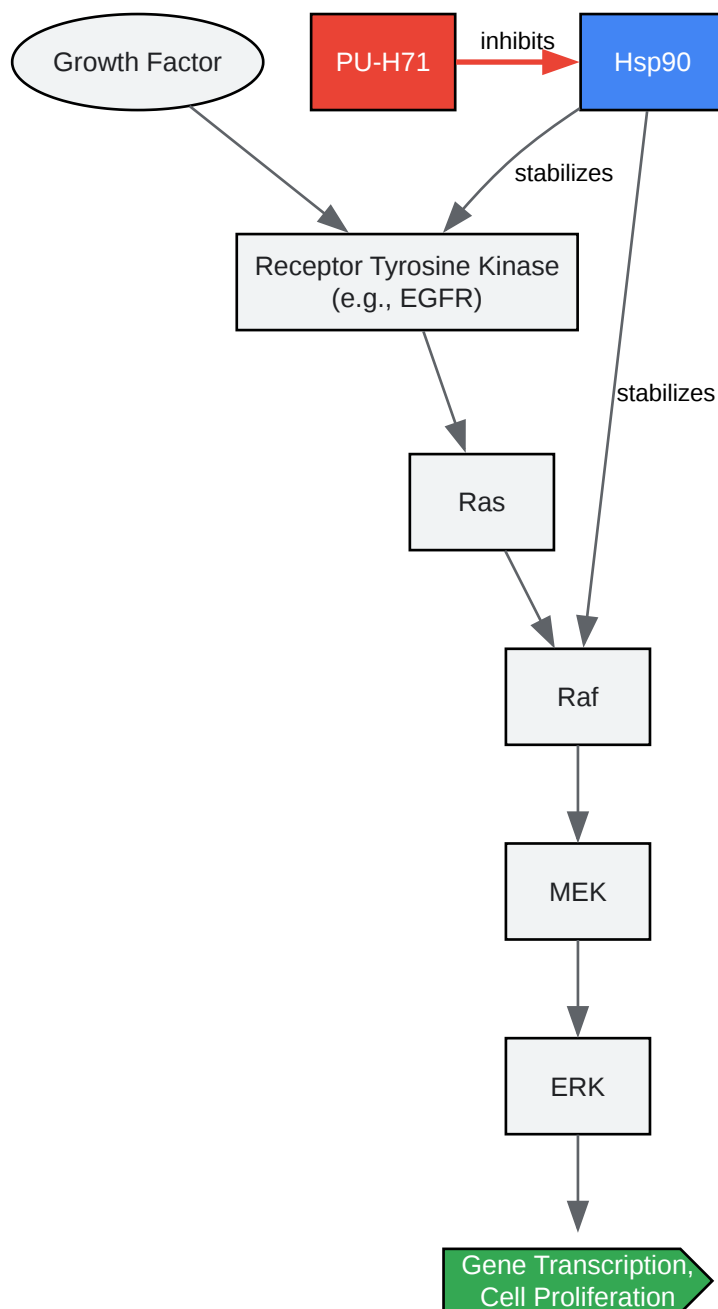 Growth Factor
PU-H71
inhibits
Hsp90
stabilizes
Receptor Tyrosine Kinase
(e.g., EGFR)
stabilizes
Ras
Raf
MEK
ERK
Gene Transcription,
Cell Proliferation